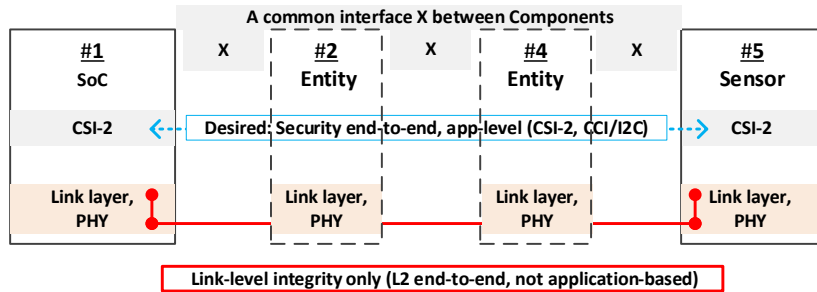 A common interface X between Components
#1
SoC
X
#2
Entity
X
#4
Entity
X
#5
Sensor
CSI-2
Desired: Security end-to-end, app-level (CSI-2, CCI/I2C)
CSI-2
Link layer,
PHY
Link layer,
PHY
Link layer,
PHY
Link layer,
PHY
Link-level integrity only (L2 end-to-end, not application-based)